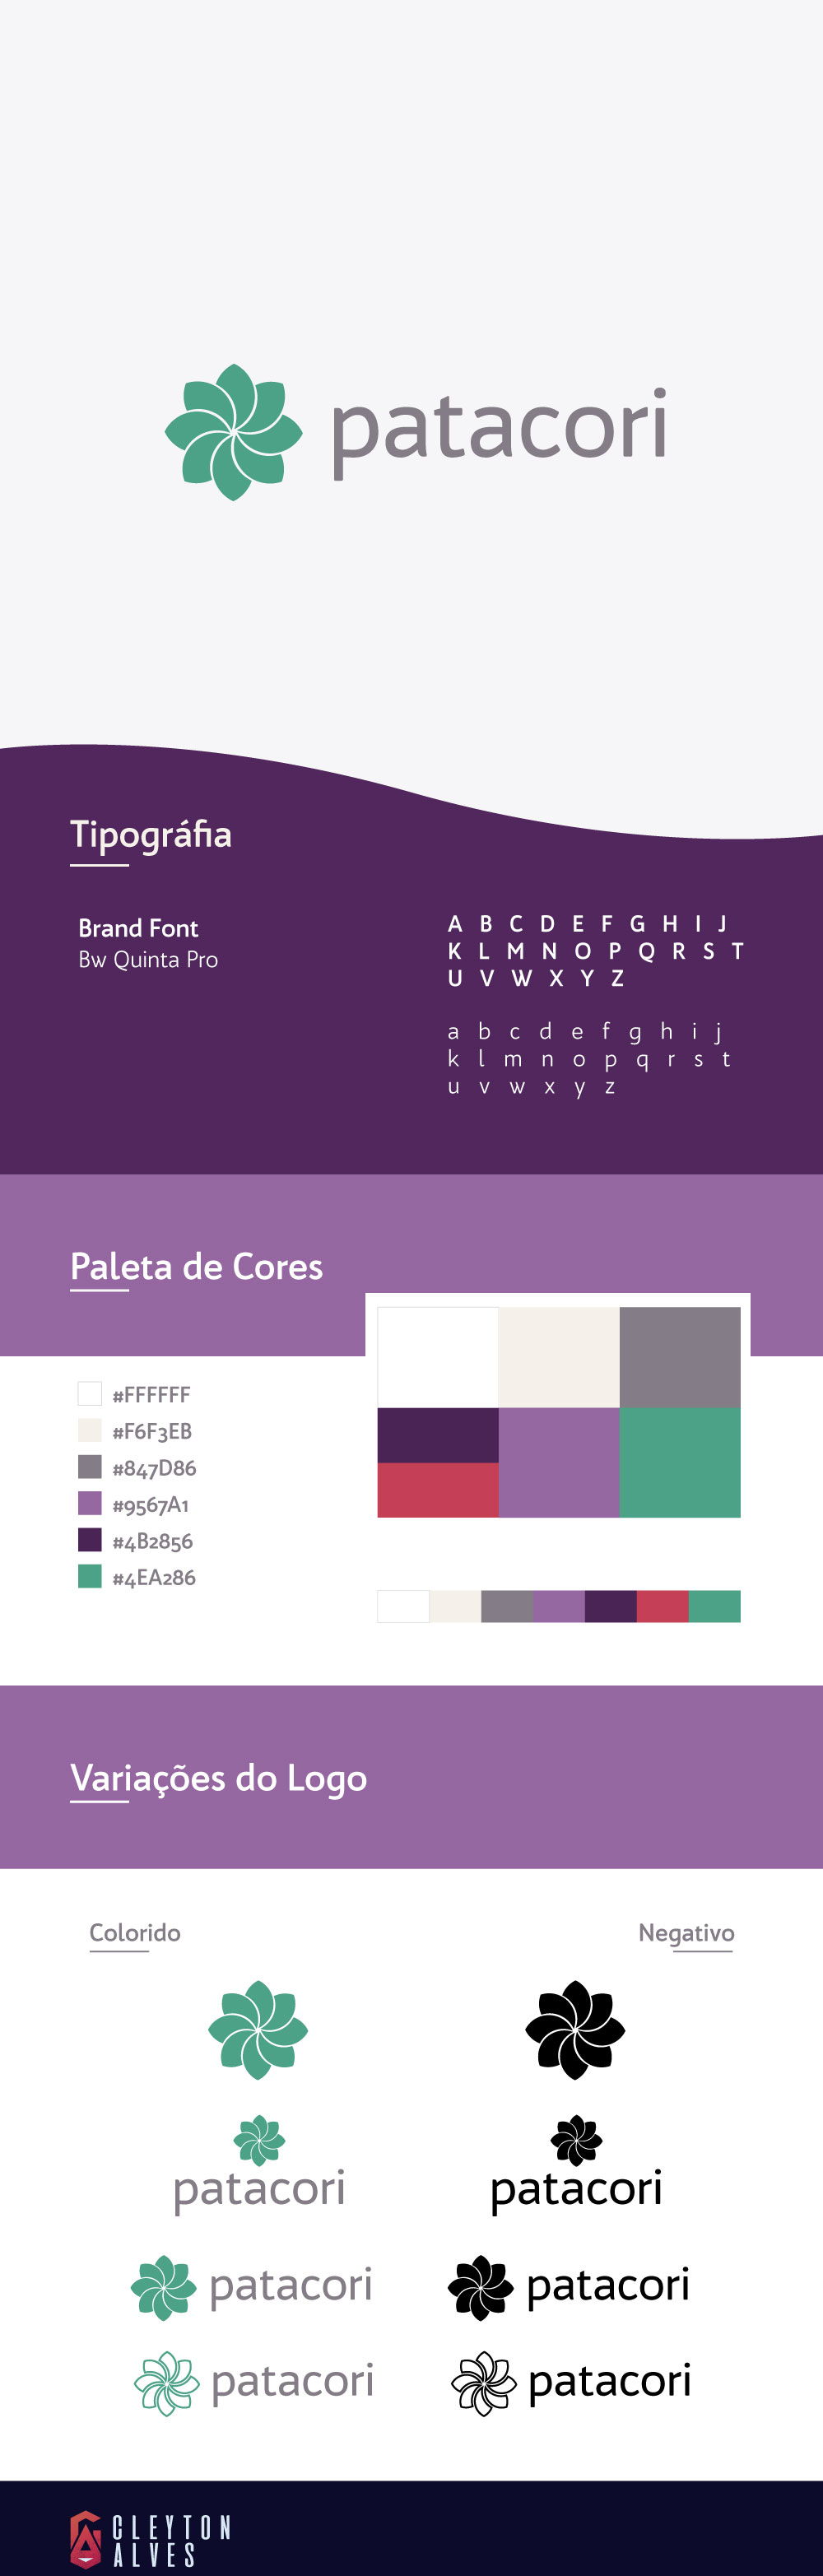 patacori
Tipográfia
Brand Font
Bw Quinta Pro
A B C D E F G H I J
K L M N O P Q R S T
U V W X Y Z
a b c d e f g h i j
k l m n o p q r s t
u v w x y z
Paleta de Cores
#FFFFFF
#F6F3EB
#847D86
#9567A1
#4B2856
#4EA286
Variações do Logo
Colorido
Negativo
patacori
patacori
patacori
patacori
patacori
patacori
CLEYTON
ALVES